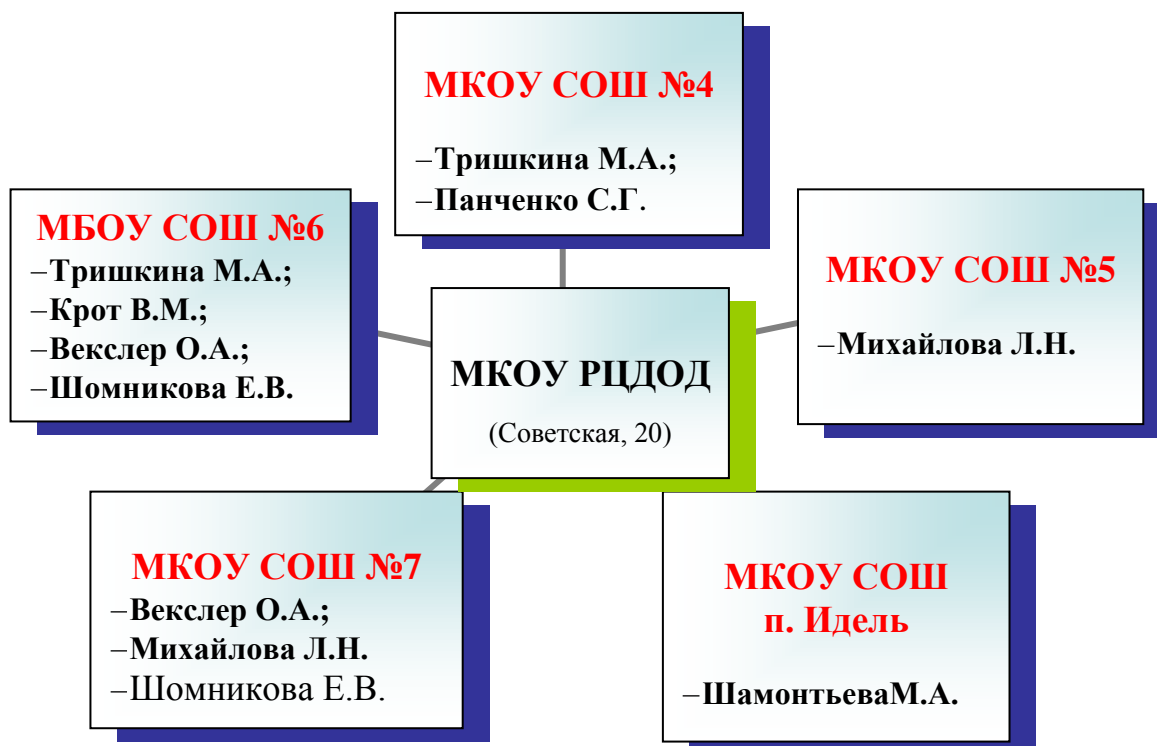 МКОУ СОШ №4
–Тришкина М.А.;
–Панченко С.Г.
МБОУ СОШ №6
–Тришкина М.А.;
–Крот В.М.;
–Векслер О.А.;
–Шомникова Е.В.
МКОУ СОШ №5
–Михайлова Л.Н.
МКОУ РЦДОД
(Советская, 20)
МКОУ СОШ №7
–Векслер О.А.;
–Михайлова Л.Н.
–Шомникова Е.В.
МКОУ СОШ
п. Идель
–ШамонтьеваМ.А.